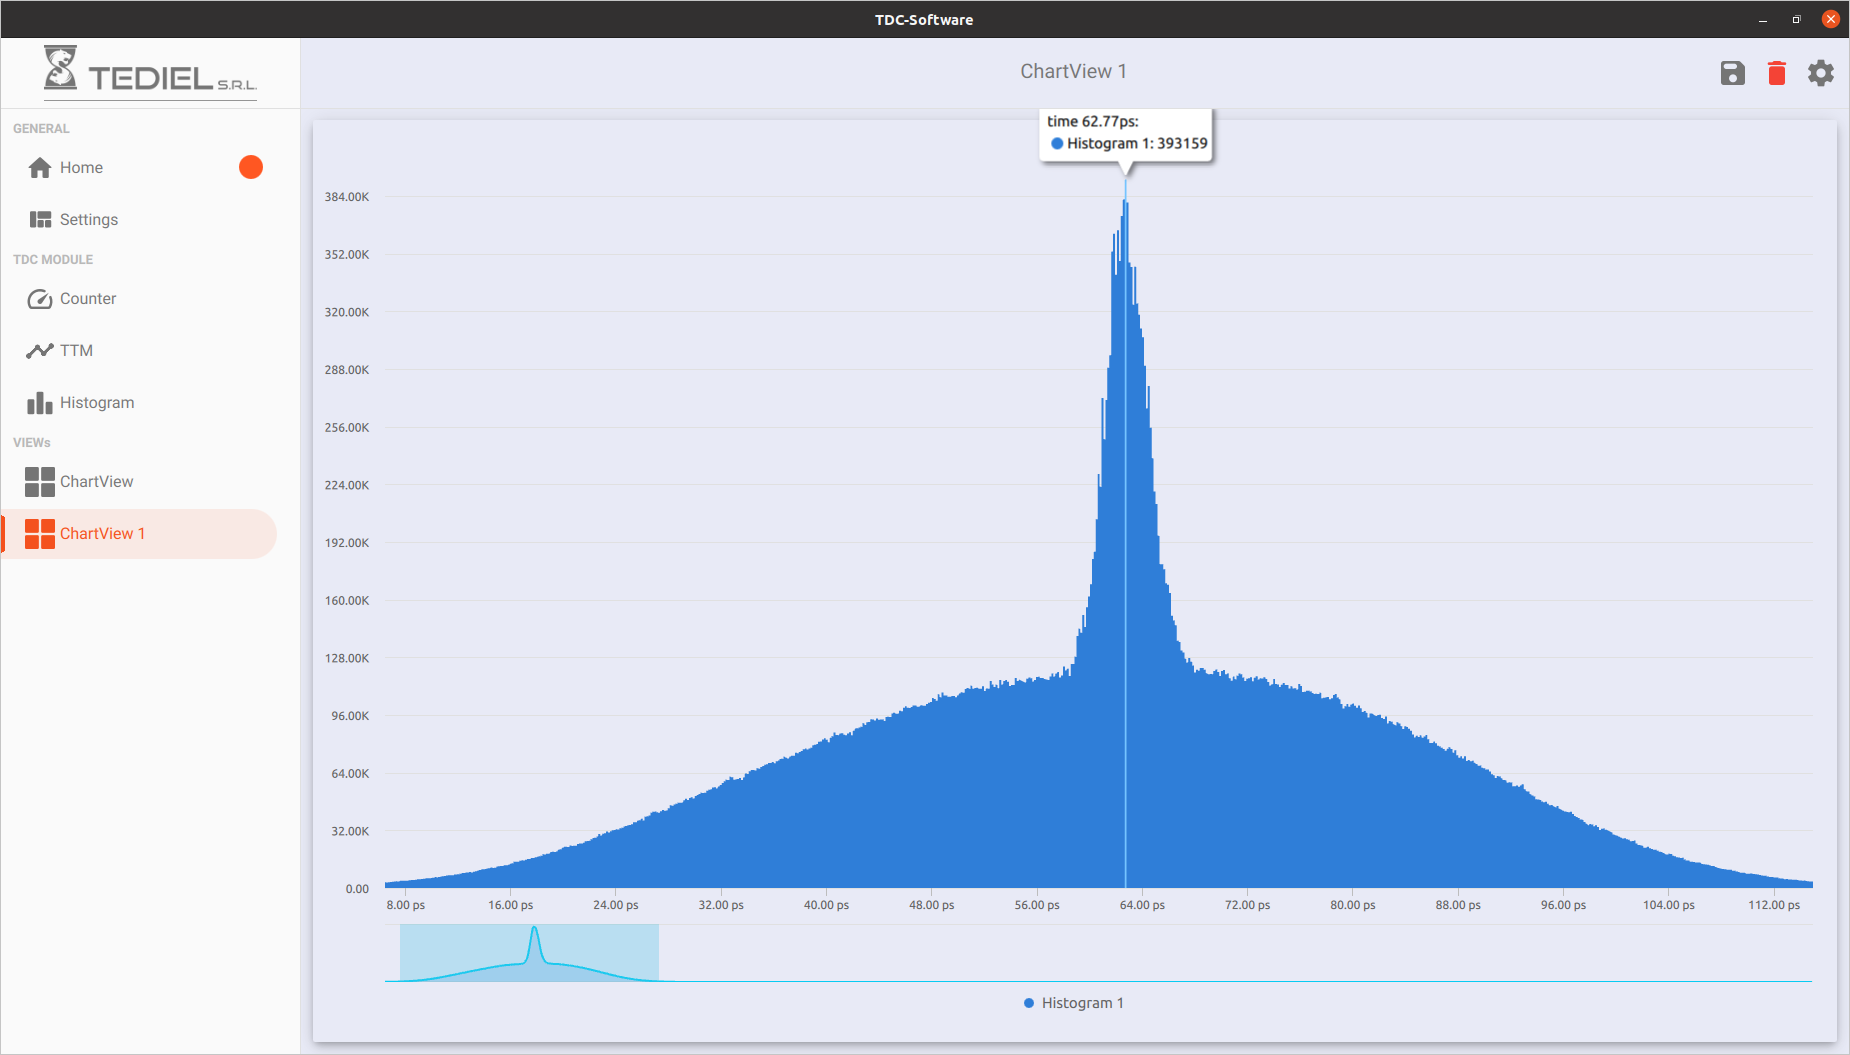 TDC-Software
TEDIEL S.R.L.
ChartView 1
GENERAL
Home
Settings
TDC MODULE
Counter
TTM
Histogram
VIEWs
ChartView
ChartView 1
time 62.77ps:
Histogram 1: 393159
384.00K
352.00K
320.00K
288.00K
256.00K
224.00K
192.00K
160.00K
128.00K
96.00K
64.00K
32.00K
0.00
8.00 ps 16.00 ps 24.00 ps 32.00 ps 40.00 ps 48.00 ps 56.00 ps 64.00 ps 72.00 ps 80.00 ps 88.00 ps 96.00 ps 104.00 ps 112.00 ps
Histogram 1